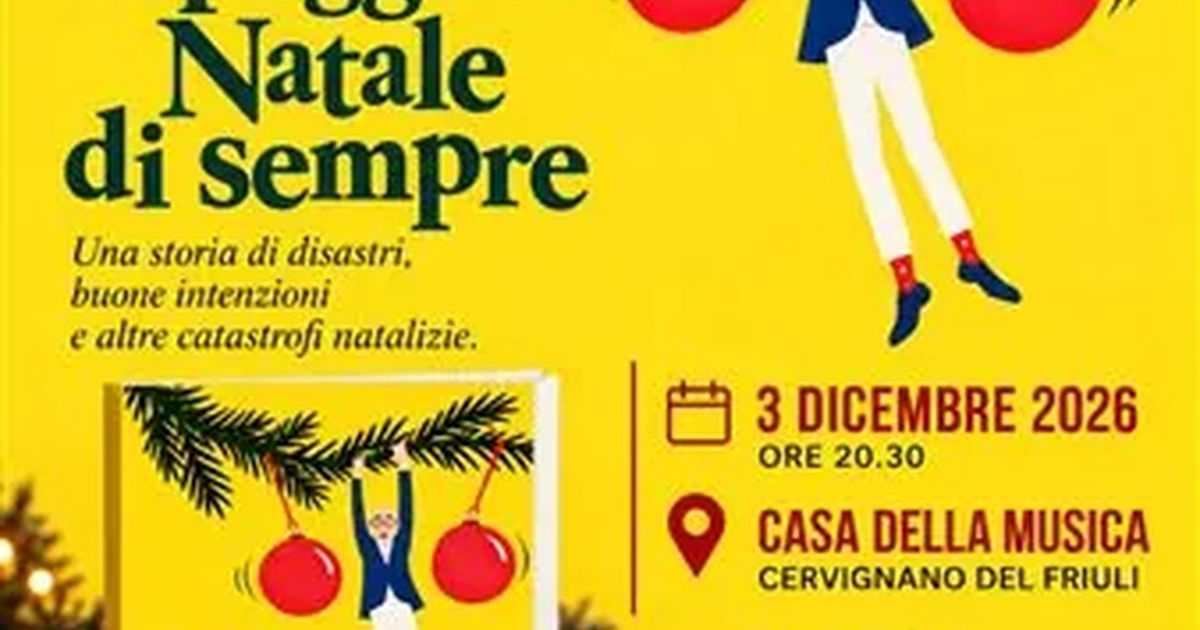 Natale
di sempre
Una storia di disastri,
buone intenzioni
e altre catastrofi natalizie.
3 DICEMBRE 2026
ORE 20.30
CASA DELLA MUSICA
CERVIGNANO DEL FRIULI